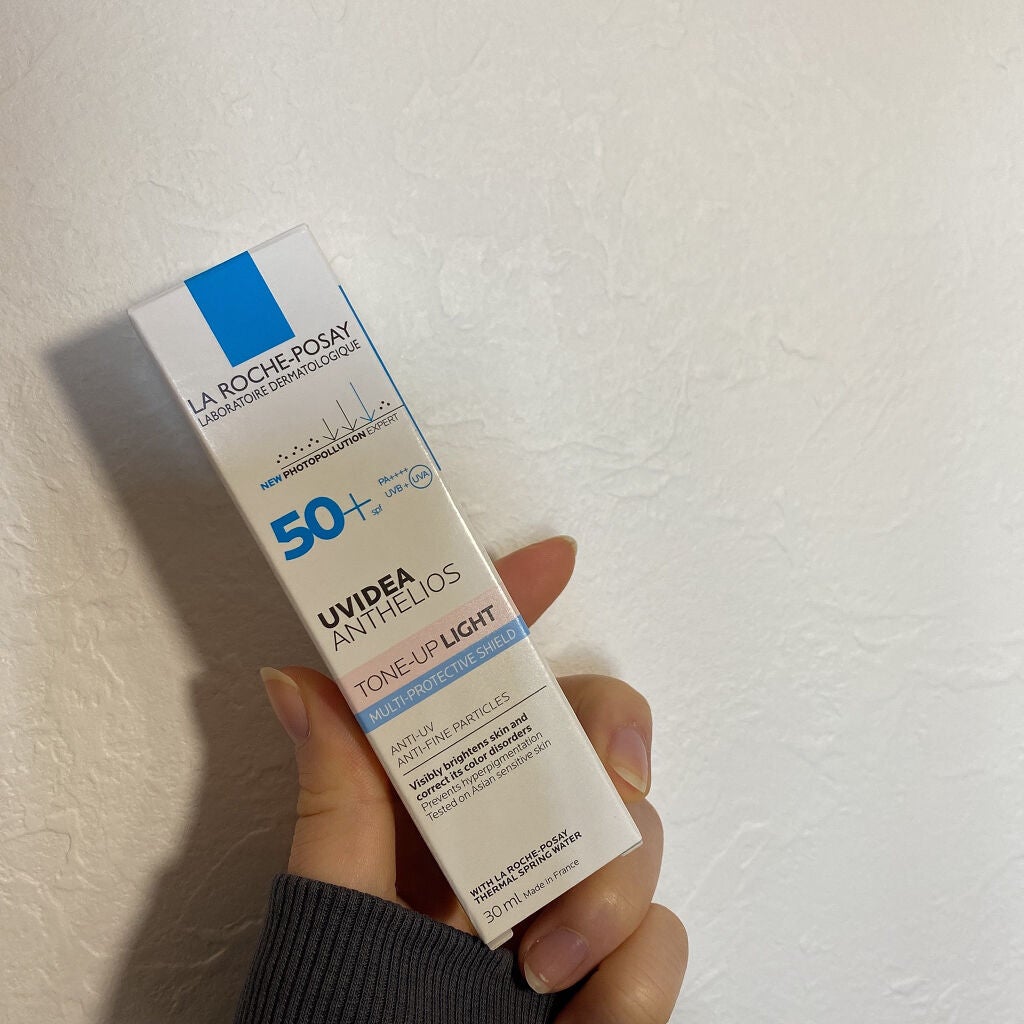 LA ROCHE-POSAY
LABORATOIRE DERMATOLOGIQUE
NEW PHOTOPOLLUTION EXPERT
50+ spf
PA++++
UVB + UVA
UVIDEA
ANTHELIOS
TONE-UP LIGHT
MULTI-PROTECTIVE SHIELD
ANTI-UV
ANTI-FINE PARTICLES
Visibly brightens skin and
correct its color disorders
Prevents hyperpigmentation
Tested on Asian sensitive skin
WITH LA ROCHE-POSAY
THERMAL SPRING WATER
30 ml Made in France